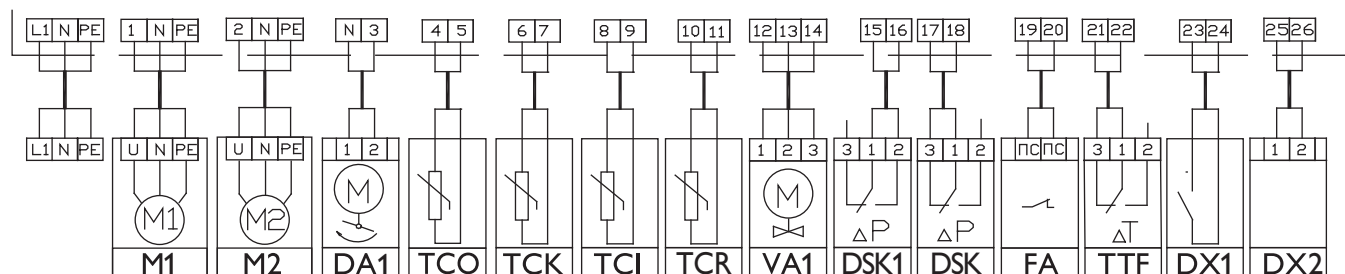 L1 N PE 1 N PE 2 N PE N 3 4 5 6 7 8 9 10 11 12 13 14 15 16 17 18 19 20 21 22 23 24 25 26
L1 N PE U N PE U N PE 1 2 1 2 3 3 1 2 3 1 2 ПС ПС 3 1 2 1 2
M1 M2 M M ΔP ΔP ΔT
M1 M2 DA1 TCO TCK TCI TCR VA1 DSK1 DSK FA TTF DX1 DX2